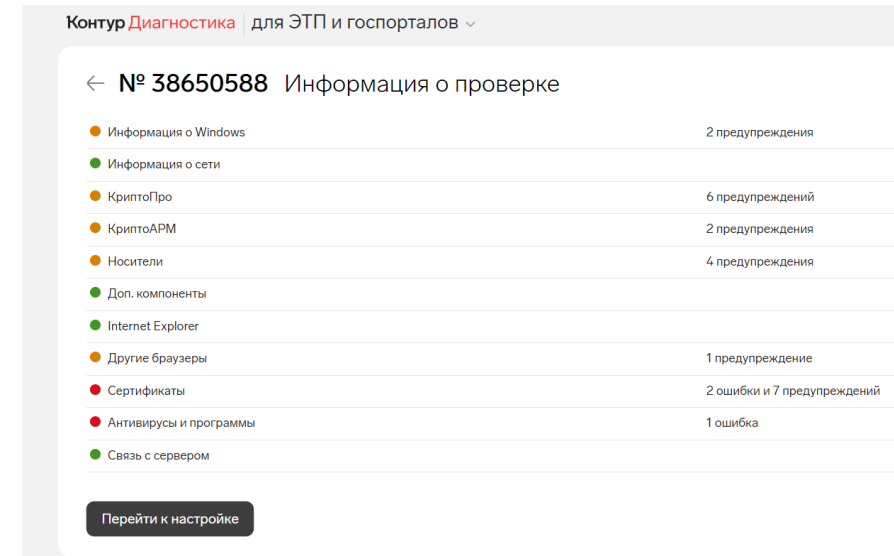 Контур Диагностика для ЭТП и госпорталов
← № 38650588 Информация о проверке
Информация о Windows 2 предупреждения
Информация о сети
КриптоПро 6 предупреждений
КриптоАРМ 2 предупреждения
Носители 4 предупреждения
Доп. компоненты
Internet Explorer
Другие браузеры 1 предупреждение
Сертификаты 2 ошибки и 7 предупреждений
Антивирусы и программы 1 ошибка
Связь с сервером
Перейти к настройке